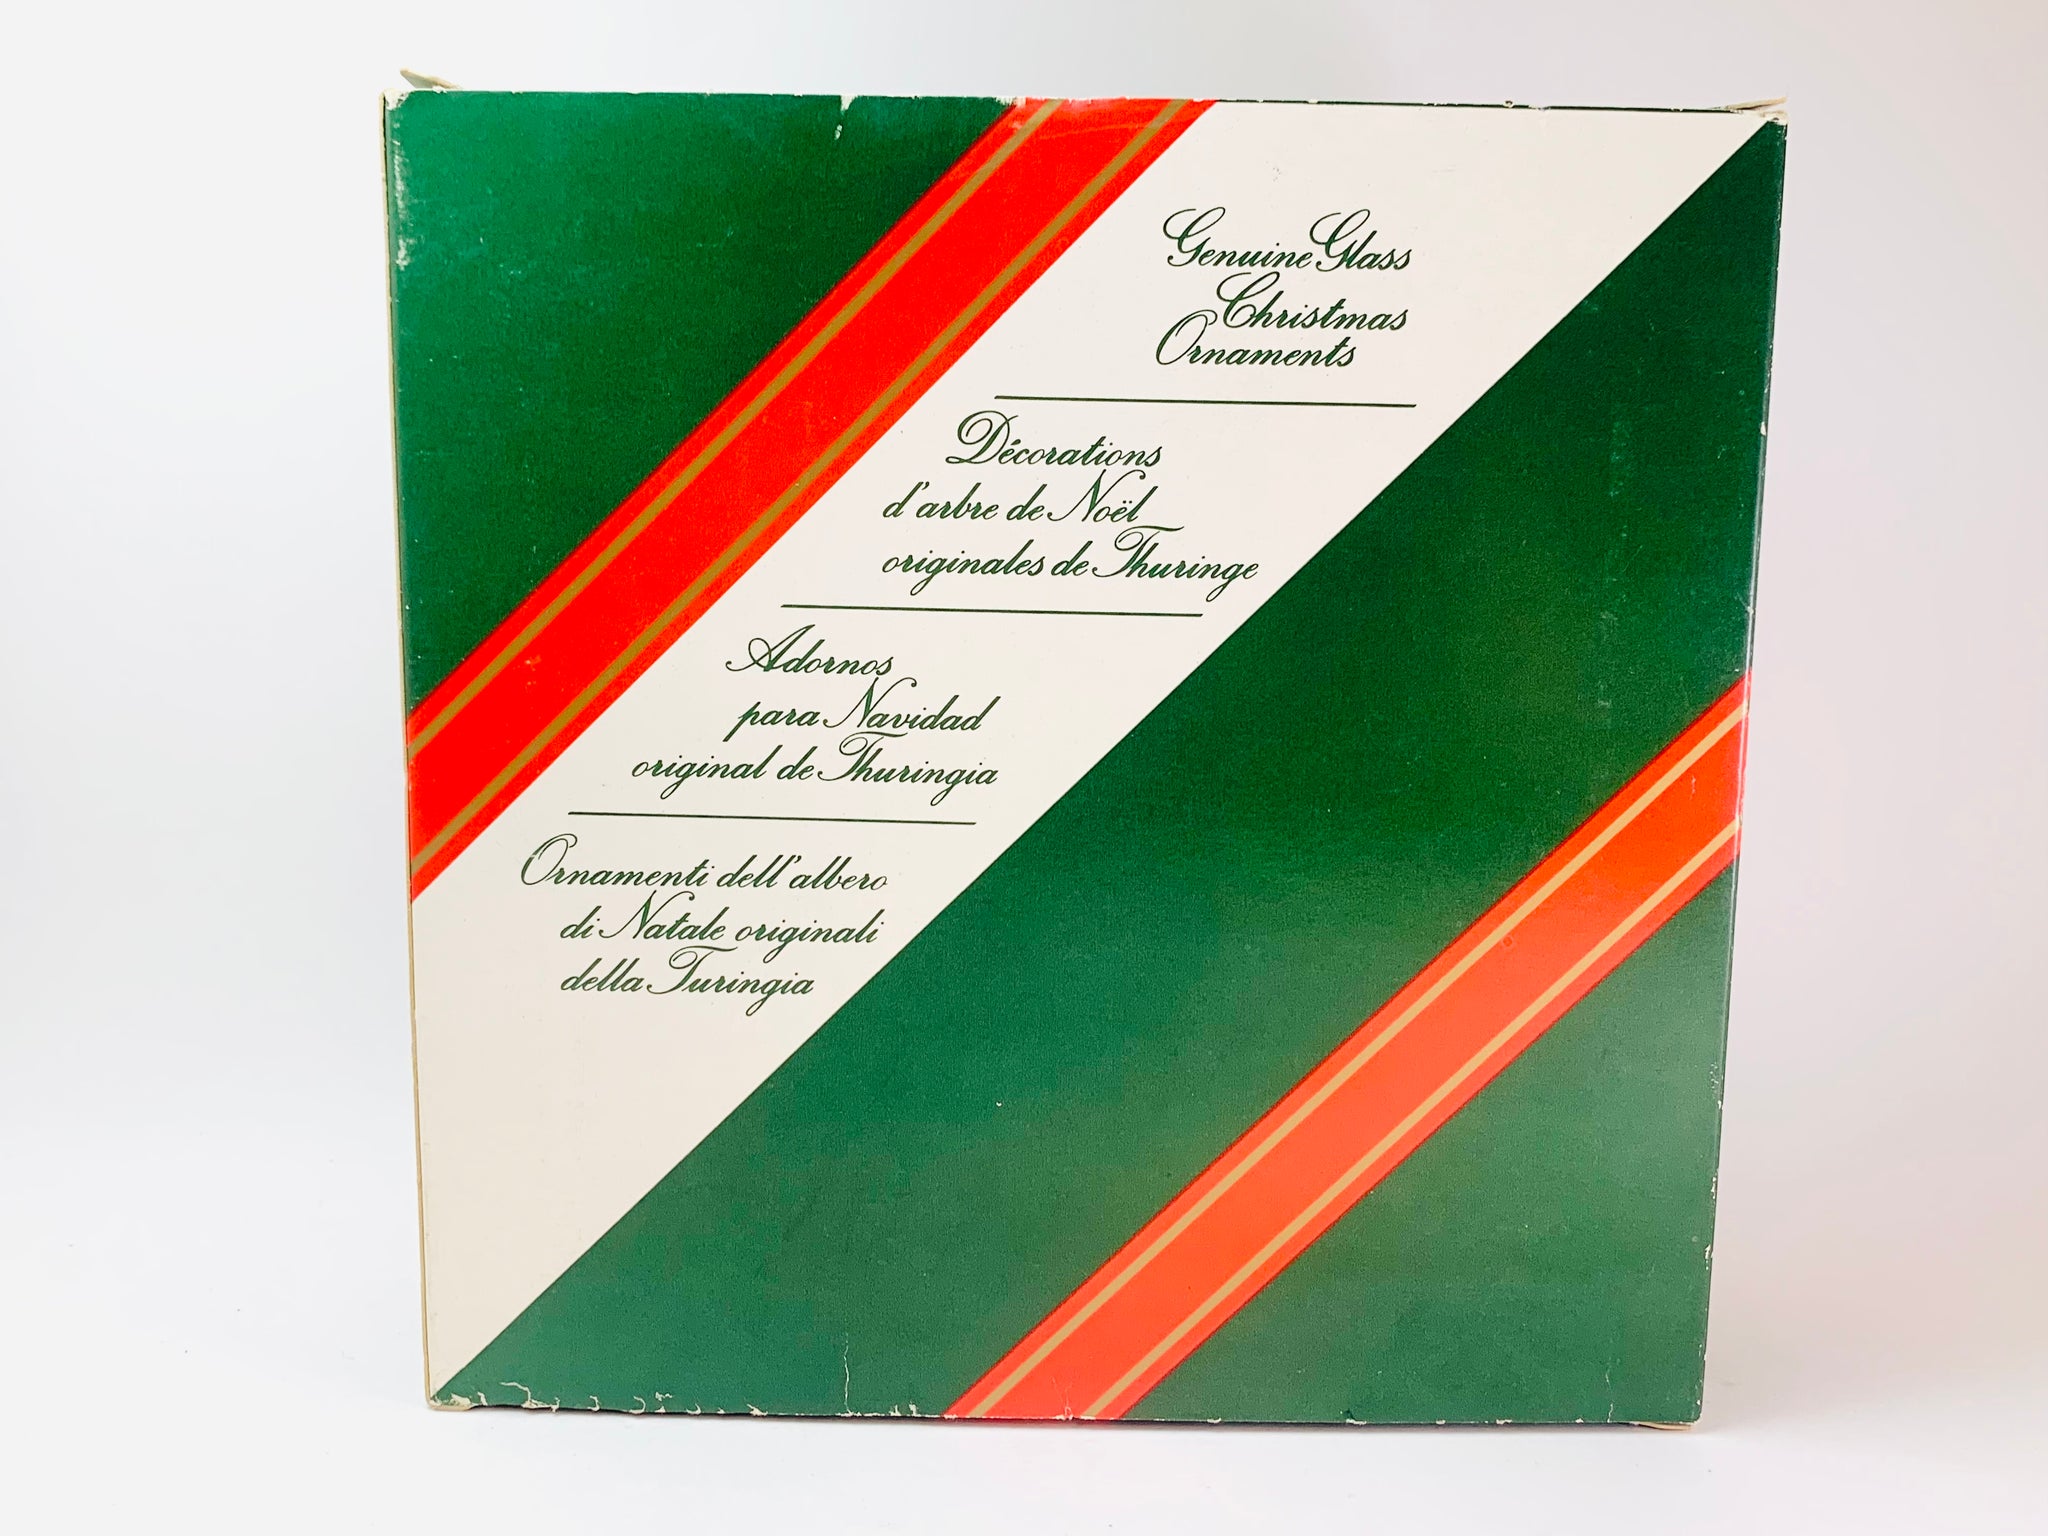 Genuine Glass
Christmas
Ornaments
Décorations
d'arbre de Noël
originales de Thuringe
Adornos
para Navidad
original de Thuringia
Ornamenti dell'albero
di Natale originali
della Turingia